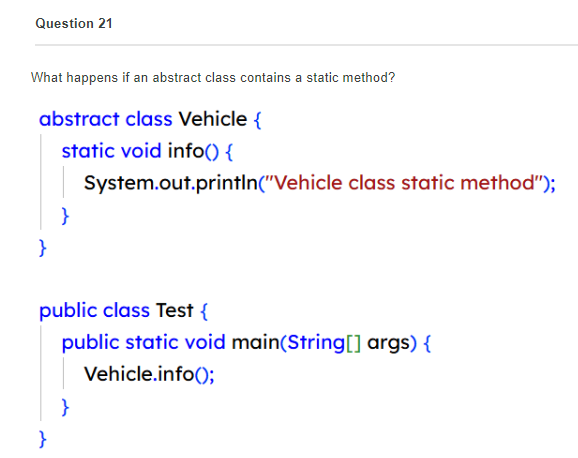 Question 21
What happens if an abstract class contains a static method?
abstract class Vehicle {
static void info() {
System.out.println("Vehicle class static method");
}
}
public class Test {
public static void main(String[] args) {
Vehicle.info();
}
}